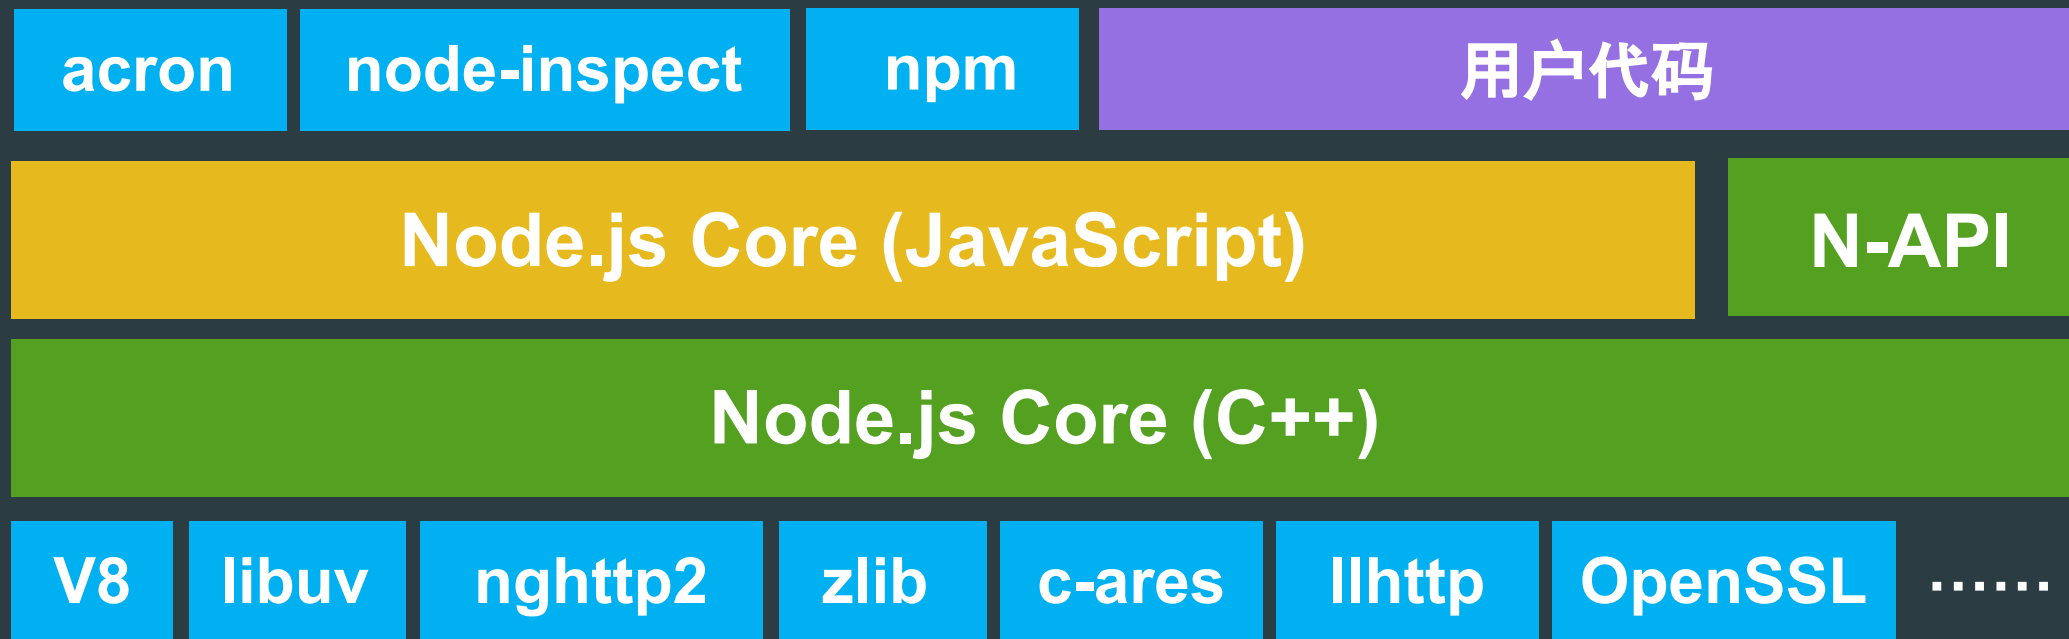 acron node-inspect npm 用户代码
Node.js Core (JavaScript) N-API
Node.js Core (C++)
V8 libuv nghttp2 zlib c-ares llhttp OpenSSL ……